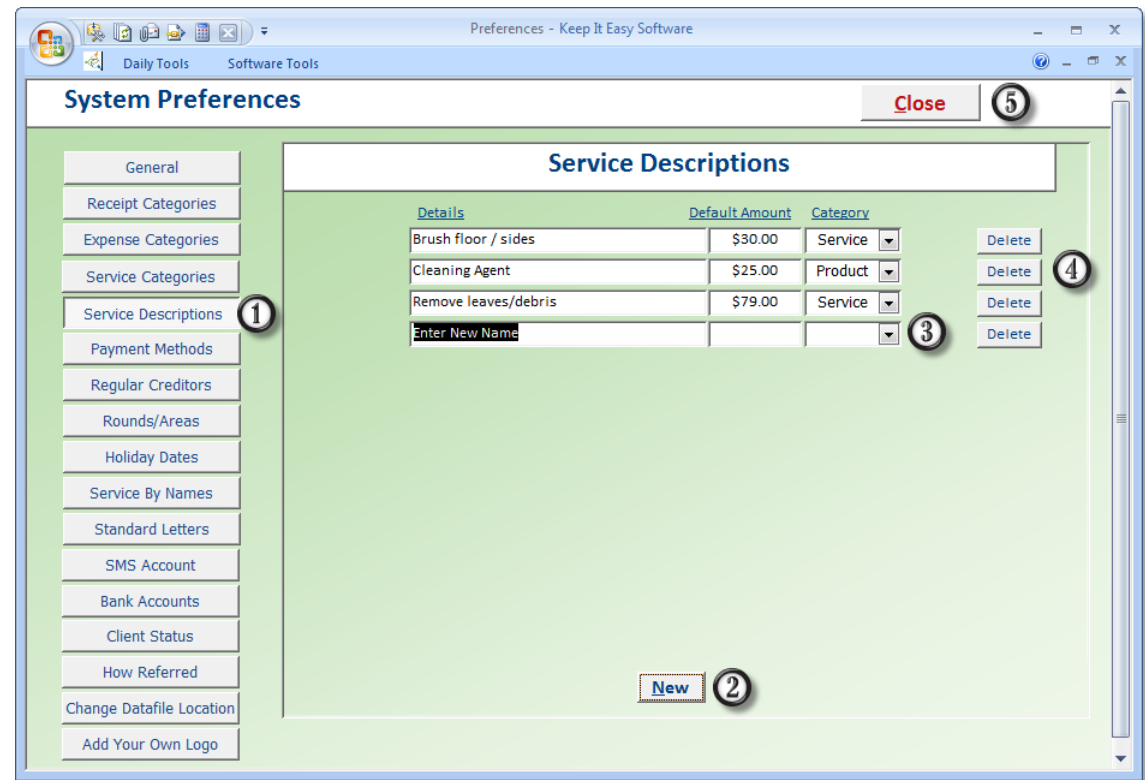 Preferences - Keep It Easy Software
Daily Tools Software Tools
System Preferences
Close 5
General
Receipt Categories
Expense Categories
Service Categories
Service Descriptions 1
Payment Methods
Regular Creditors
Rounds/Areas
Holiday Dates
Service By Names
Standard Letters
SMS Account
Bank Accounts
Client Status
How Referred
Change Datafile Location
Add Your Own Logo
Service Descriptions
Details Default Amount Category
Brush floor / sides $30.00 Service Delete
Cleaning Agent $25.00 Product Delete 4
Remove leaves/debris $79.00 Service Delete
Enter New Name 3 Delete
New 2